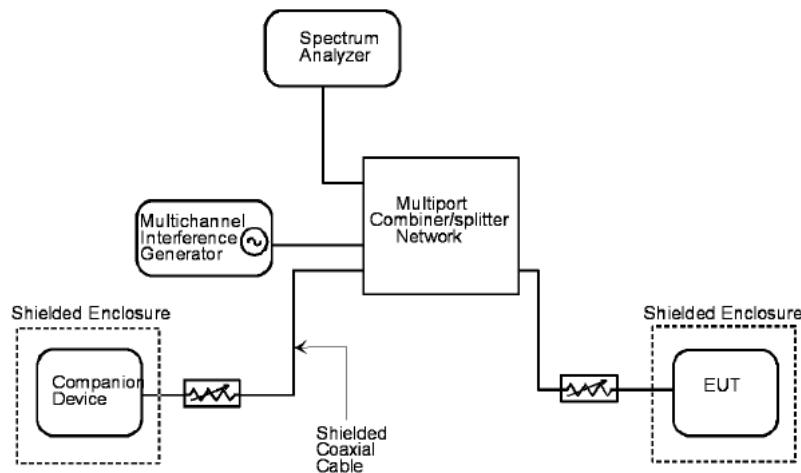 Spectrum
Analyzer
Multiport
Combiner/splitter
Network
Multichannel
Interference
Generator
Shielded Enclosure
Companion
Device
Shielded
Coaxial
Cable
Shielded Enclosure
EUT